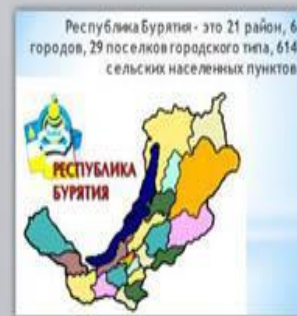 Республика Бурятия - это 21 район, 6
городов, 29 поселков городского типа, 614
сельских населенных пунктов
РЕСПУБЛИКА
БУРЯТИЯ